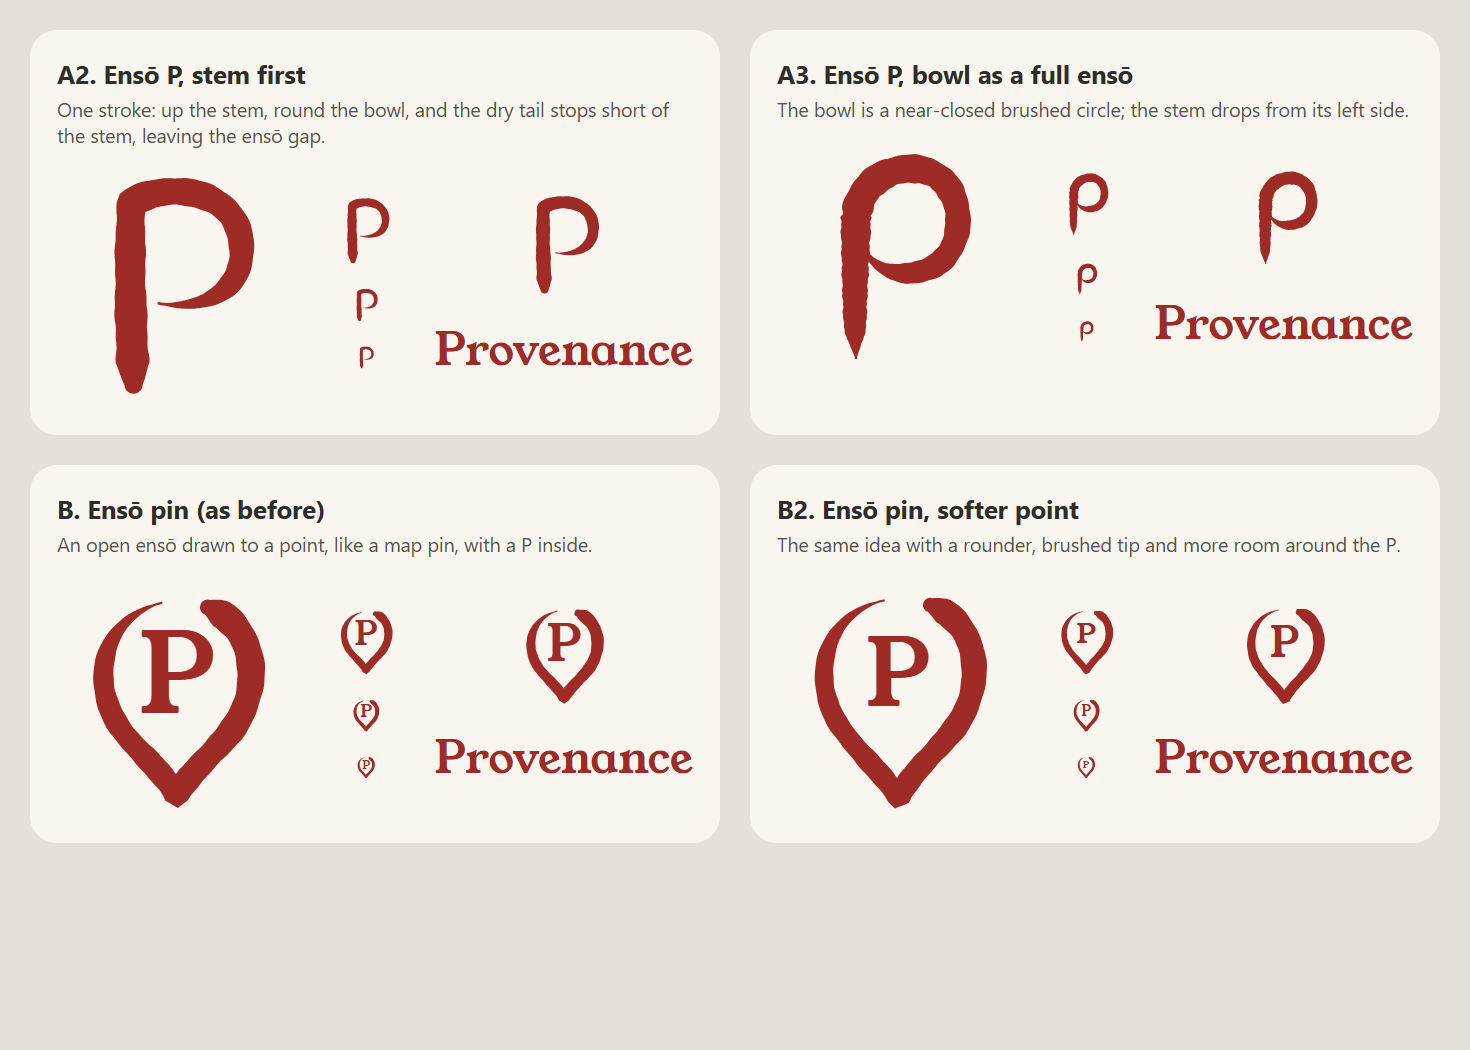 A2. Ensō P, stem first
One stroke: up the stem, round the bowl, and the dry tail stops short of
the stem, leaving the ensō gap.
P
P
P
P
P
Provenance
A3. Ensō P, bowl as a full ensō
The bowl is a near-closed brushed circle; the stem drops from its left side.
P
P
P
P
P
Provenance
B. Ensō pin (as before)
An open ensō drawn to a point, like a map pin, with a P inside.
P
P
P
P
P
Provenance
B2. Ensō pin, softer point
The same idea with a rounder, brushed tip and more room around the P.
P
P
P
P
P
Provenance